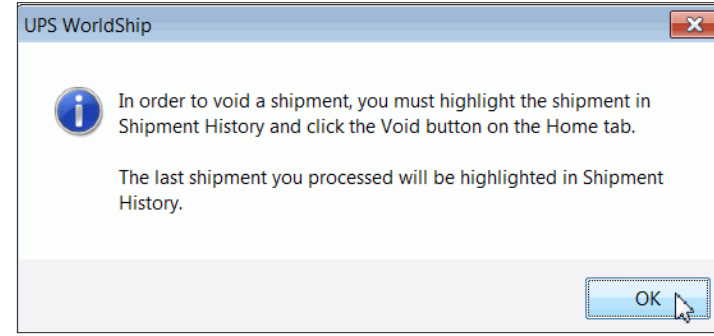 UPS WorldShip
In order to void a shipment, you must highlight the shipment in
Shipment History and click the Void button on the Home tab.
The last shipment you processed will be highlighted in Shipment
History.
OK